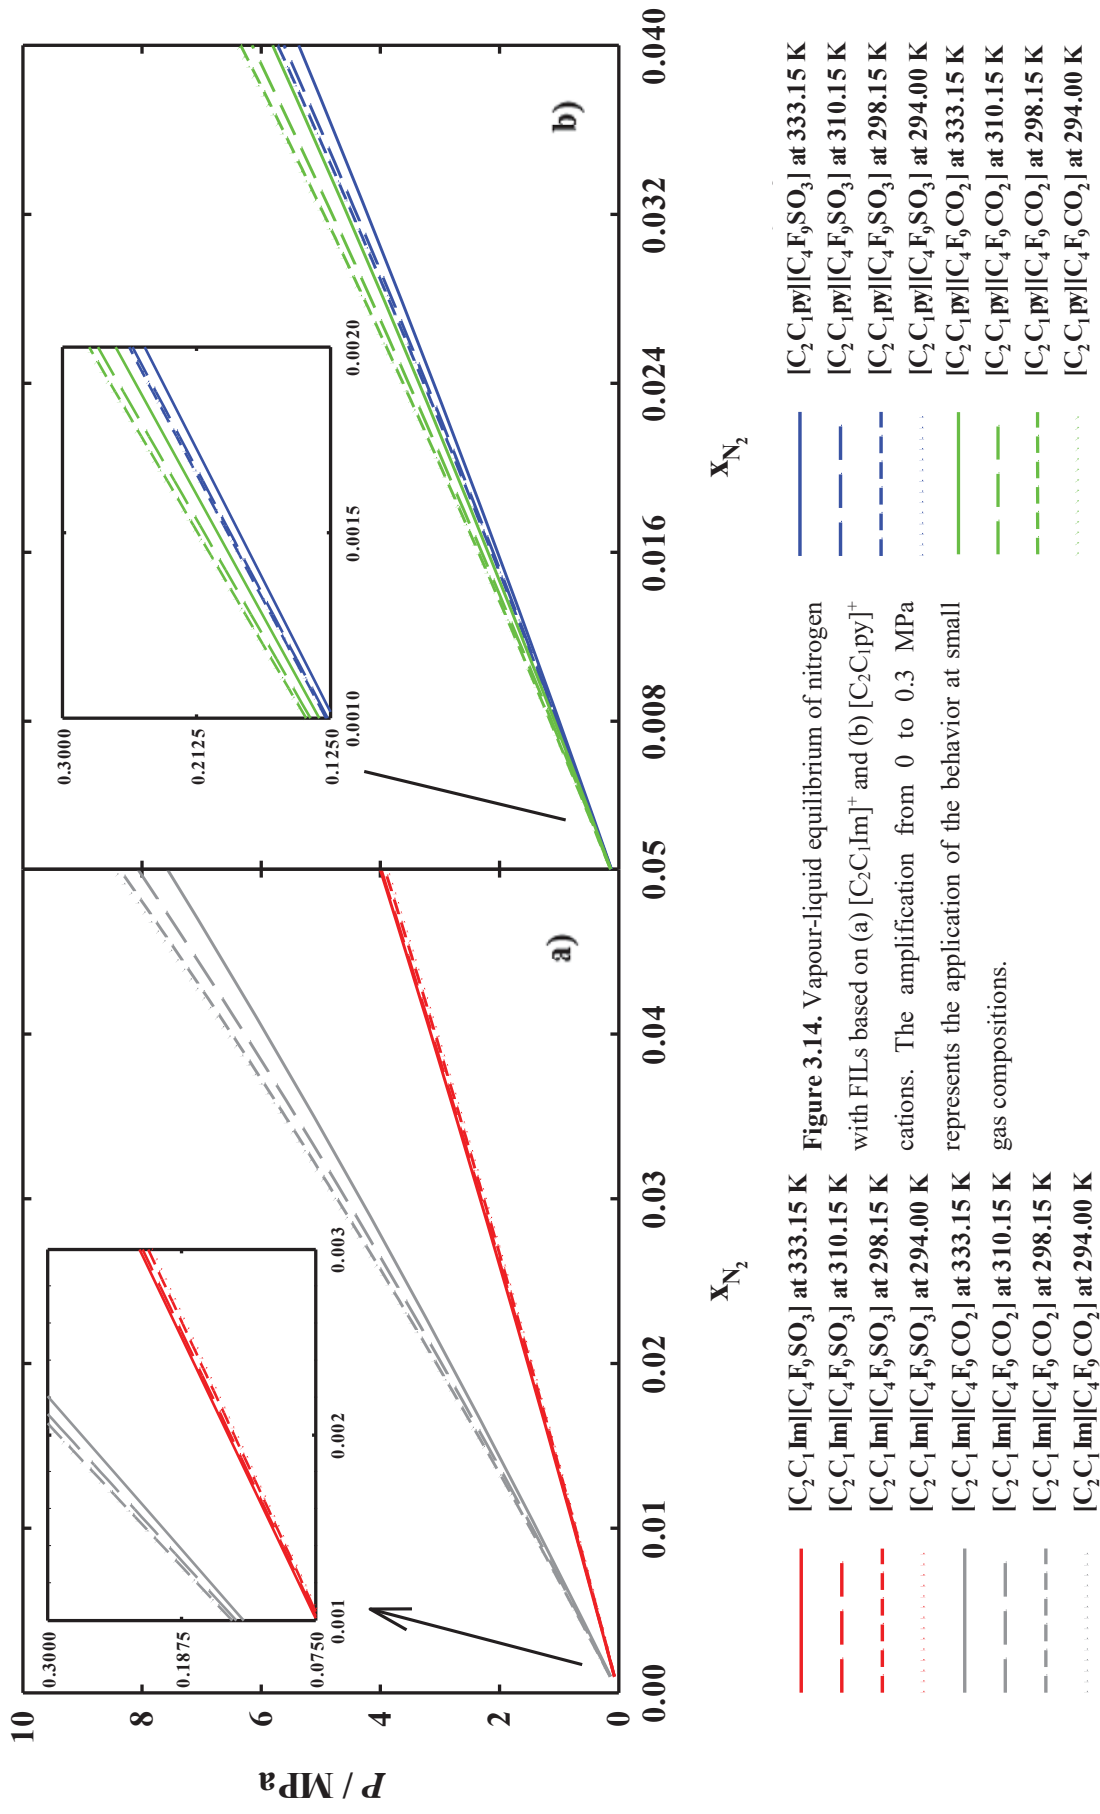 P / MPa
10
8
6
4
2
0
0.00
0.01
0.02
0.03
0.04
0.05
0.008
0.016
0.024
0.032
0.040
a)
b)
0.3000
0.1875
0.0750
0.001
0.002
0.003
0.3000
0.2125
0.1250
0.0010
0.0015
0.0020
X_N₂
X_N₂
[C₂C₁Im][C₄F₉SO₃] at 333.15 K
[C₂C₁Im][C₄F₉SO₃] at 310.15 K
[C₂C₁Im][C₄F₉SO₃] at 298.15 K
[C₂C₁Im][C₄F₉SO₃] at 294.00 K
[C₂C₁Im][C₄F₉CO₂] at 333.15 K
[C₂C₁Im][C₄F₉CO₂] at 310.15 K
[C₂C₁Im][C₄F₉CO₂] at 298.15 K
[C₂C₁Im][C₄F₉CO₂] at 294.00 K
Figure 3.14. Vapour-liquid equilibrium of nitrogen
with FILs based on (a) [C₂C₁Im]⁺ and (b) [C₂C₁py]⁺
cations. The amplification from 0 to 0.3 MPa
represents the application of the behavior at small
gas compositions.
[C₂C₁py][C₄F₉SO₃] at 333.15 K
[C₂C₁py][C₄F₉SO₃] at 310.15 K
[C₂C₁py][C₄F₉SO₃] at 298.15 K
[C₂C₁py][C₄F₉SO₃] at 294.00 K
[C₂C₁py][C₄F₉CO₂] at 333.15 K
[C₂C₁py][C₄F₉CO₂] at 310.15 K
[C₂C₁py][C₄F₉CO₂] at 298.15 K
[C₂C₁py][C₄F₉CO₂] at 294.00 K